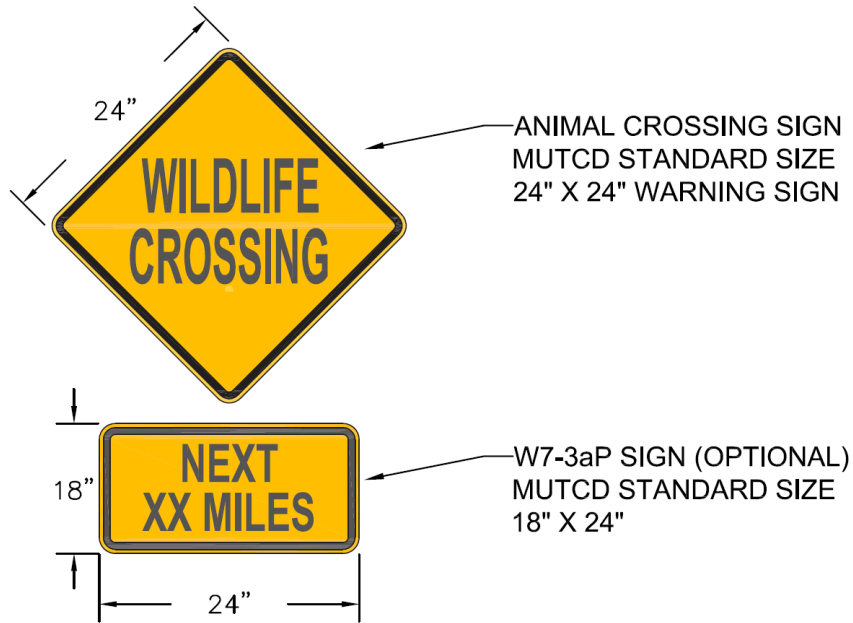 24”
WILDLIFE
CROSSING
ANIMAL CROSSING SIGN
MUTCD STANDARD SIZE
24" X 24" WARNING SIGN
18”
NEXT
XX MILES
24”
W7-3aP SIGN (OPTIONAL)
MUTCD STANDARD SIZE
18" X 24"